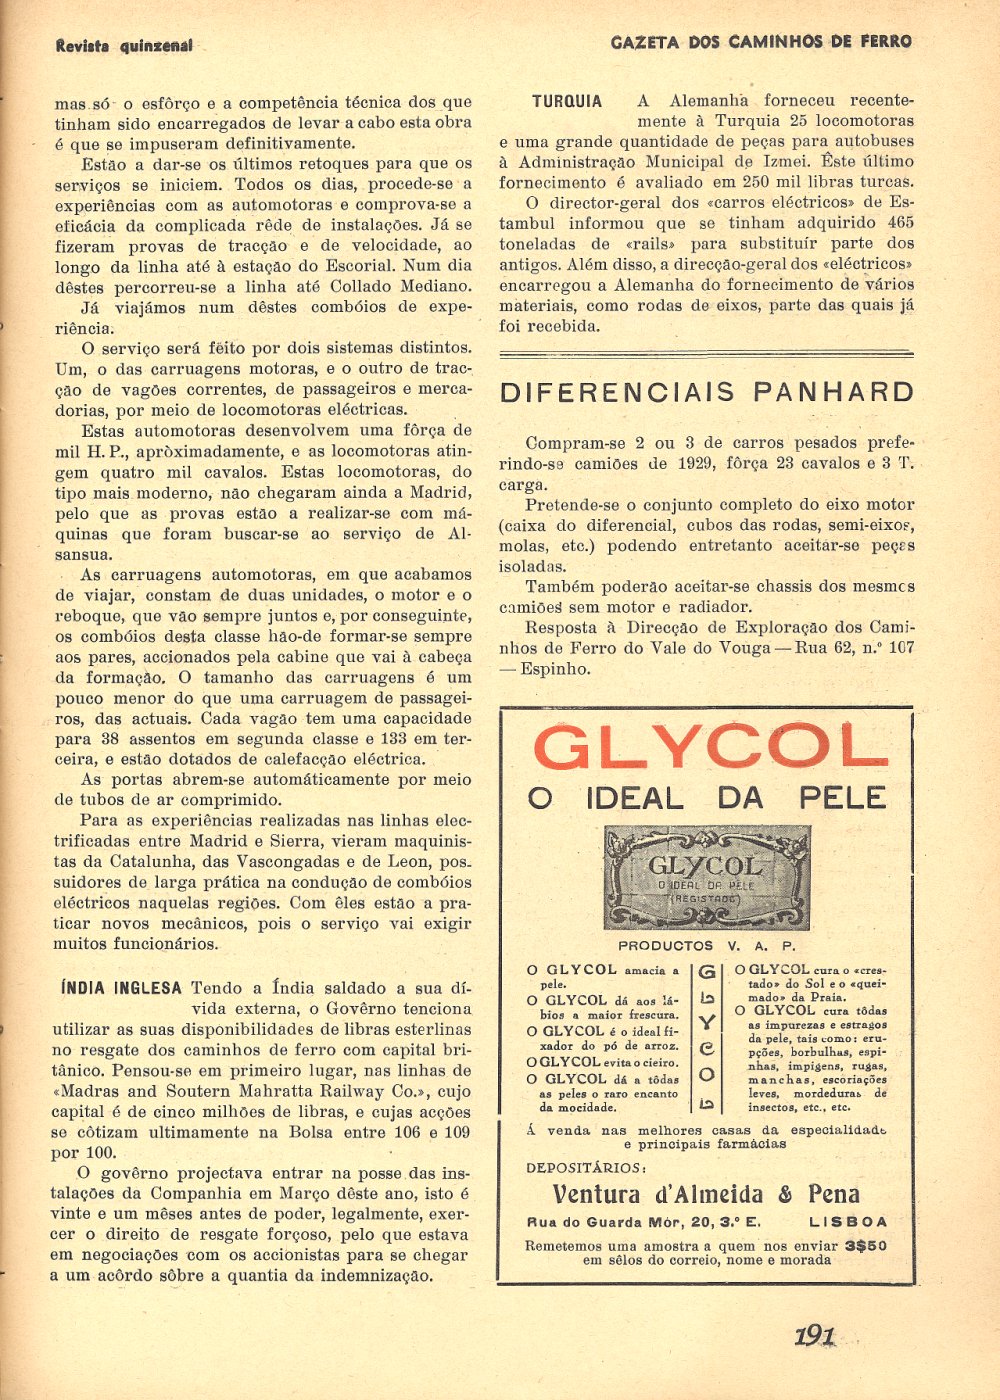 Revista quinzenal
GAZETA DOS CAMINHOS DE FERRO
mas só o esfôrço e a competência técnica dos que
tinham sido encarregados de levar a cabo esta obra
é que se impuseram definitivamente.
Estão a dar-se os últimos retoques para que os
serviços se iniciem. Todos os dias, procede-se a
experiências com as automotoras e comprova-se a
eficácia da complicada rêde de instalações. Já se
fizeram provas de tracção e de velocidade, ao
longo da linha até à estação do Escorial. Num dia
dêstes percorreu-se a linha até Collado Mediano.
Já viajámos num dêstes combóios de expe-
riência.
O serviço será feito por dois sistemas distintos.
Um, o das carruagens motoras, e o outro de trac-
ção de vagões correntes, de passageiros e merca-
dorias, por meio de locomotoras eléctricas.
Estas automotoras desenvolvem uma fôrça de
mil H. P., apròximadamente, e as locomotoras atin-
gem quatro mil cavalos. Estas locomotoras, do
tipo mais moderno, não chegaram ainda a Madrid,
pelo que as provas estão a realizar-se com má-
quinas que foram buscar-se ao serviço de Al-
sansua.
As carruagens automotoras, em que acabamos
de viajar, constam de duas unidades, o motor e o
reboque, que vão sempre juntos e, por conseguinte,
os combóios desta classe hão-de formar-se sempre
aos pares, accionados pela cabine que vai à cabeça
da formação. O tamanho das carruagens é um
pouco menor do que uma carruagem de passagei-
ros, das actuais. Cada vagão tem uma capacidade
para 38 assentos em segunda classe e 133 em ter-
ceira, e estão dotados de calefacção eléctrica.
As portas abrem-se automáticamente por meio
de tubos de ar comprimido.
Para as experiências realizadas nas linhas elec-
trificadas entre Madrid e Sierra, vieram maquinis-
tas da Catalunha, das Vascongadas e de Leon, pos-
suidores de larga prática na condução de combóios
eléctricos naquelas regiões. Com êles estão a pra-
ticar novos mecânicos, pois o serviço vai exigir
muitos funcionários.
ÍNDIA INGLESA Tendo a Índia saldado a sua dí-
vida externa, o Govêrno tenciona
utilizar as suas disponibilidades de libras esterlinas
no resgate dos caminhos de ferro com capital bri-
tânico. Pensou-se em primeiro lugar, nas linhas de
«Madras and Soutern Mahratta Railway Co.», cujo
capital é de cinco milhões de libras, e cujas acções
se côtizam ultimamente na Bolsa entre 106 e 109
por 100.
O govêrno projectava entrar na posse das ins-
talações da Companhia em Março dêste ano, isto é
vinte e um mêses antes de poder, legalmente, exer-
cer o direito de resgate forçoso, pelo que estava
em negociações com os accionistas para se chegar
a um acôrdo sôbre a quantia da indemnização.
TURQUIA A Alemanha forneceu recente-
mente à Turquia 25 locomotoras
e uma grande quantidade de peças para autobuses
à Administração Municipal de Izmei. Êste último
fornecimento é avaliado em 250 mil libras turcas.
O director-geral dos «carros eléctricos» de Es-
tambul informou que se tinham adquirido 465
toneladas de «rails» para substituír parte dos
antigos. Além disso, a direcção-geral dos «eléctricos»
encarregou a Alemanha do fornecimento de vários
materiais, como rodas de eixos, parte das quais já
foi recebida.
DIFERENCIAIS PANHARD
Compram-se 2 ou 3 de carros pesados prefe-
rindo-se camiões de 1929, fôrça 23 cavalos e 3 T.
carga.
Pretende-se o conjunto completo do eixo motor
(caixa do diferencial, cubos das rodas, semi-eixos,
molas, etc.) podendo entretanto aceitar-se peças
isoladas.
Também poderão aceitar-se chassis dos mesmos
camiões sem motor e radiador.
Resposta à Direcção de Exploração dos Cami-
nhos de Ferro do Vale do Vouga — Rua 62, n.º 107
— Espinho.
GLYCOL
O IDEAL DA PELE
GLYCOL
O IDEAL DA PELE
(REGISTADO)
PRODUCTOS V. A. P.
O GLYCOL amacia a
pele.
O GLYCOL dá aos lá-
bios a maior frescura.
O GLYCOL é o ideal fi-
xador do pó de arroz.
O GLYCOL evita o cieiro.
O GLYCOL dá a tôdas
as peles o raro encanto
da mocidade.
G
L
Y
C
O
L
O GLYCOL cura o «cres-
tado» do Sol e o «quei-
mado» da Praia.
O GLYCOL cura tôdas
as impurezas e estragos
da pele, tais como: eru-
pções, borbulhas, espi-
nhas, impigens, rugas,
manchas, escoriações
leves, mordeduras de
insectos, etc., etc.
Á venda nas melhores casas da especialidade
e principais farmácias
DEPOSITÁRIOS:
Ventura d'Almeida & Pena
Rua do Guarda Mór, 20, 3.º E. LISBOA
Remetemos uma amostra a quem nos enviar 3$50
em sêlos do correio, nome e morada
191